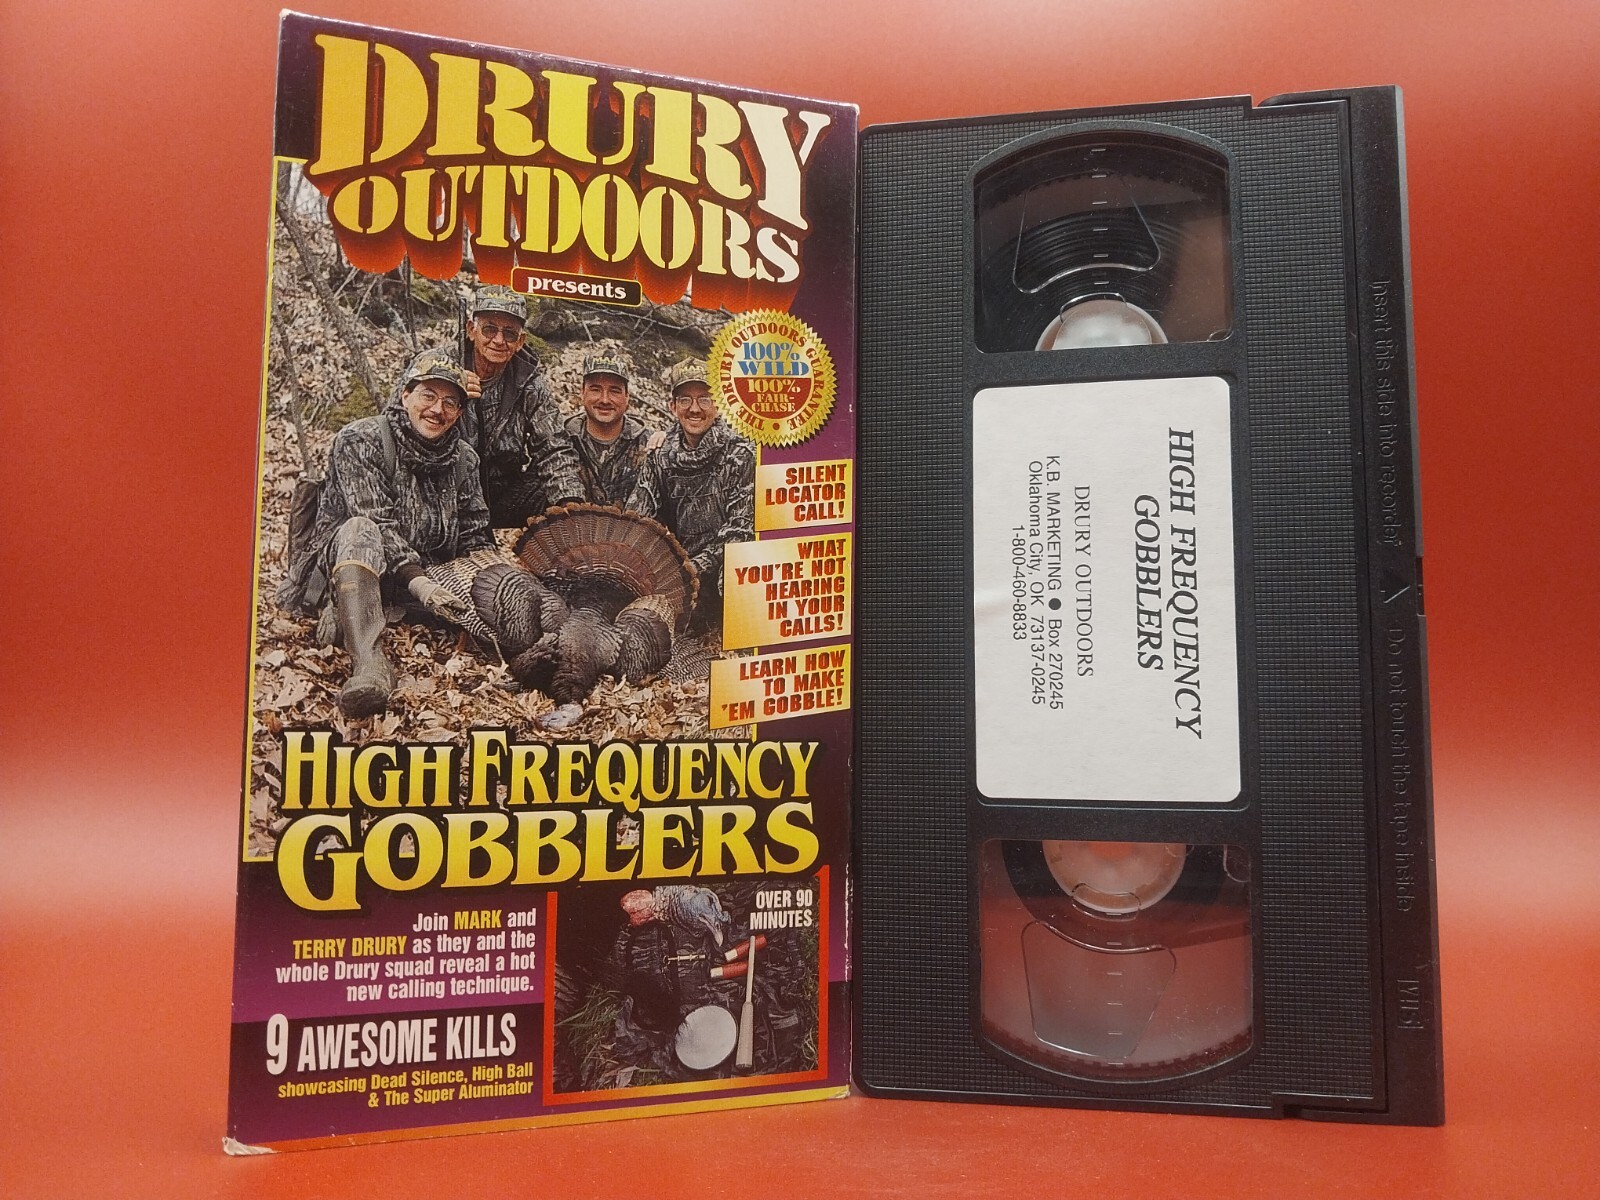 DRURY
OUTDOORS
presents
THE DRURY OUTDOORS GUARANTEE
100%
WILD
100%
FAIR-
CHASE
SILENT
LOCATOR
CALL!
WHAT
YOU'RE NOT
HEARING
IN YOUR
CALLS!
LEARN HOW
TO MAKE
'EM GOBBLE!
HIGH FREQUENCY
GOBBLERS
Join MARK and
TERRY DRURY as they and the
whole Drury squad reveal a hot
new calling technique.
9 AWESOME KILLS
showcasing Dead Silence, High Ball
& The Super Aluminator
OVER 90
MINUTES
HIGH FREQUENCY
GOBBLERS
DRURY OUTDOORS
K.B. MARKETING ● Box 270245
Oklahoma City, OK 73137-0245
1-800-460-8833
Insert this side into recorder
Do not touch the tape inside
VHS